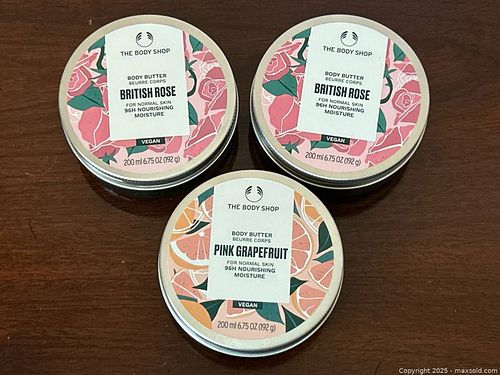 THE BODY SHOP
BODY BUTTER
BEURRE CORPS
BRITISH ROSE
FOR NORMAL SKIN
96H NOURISHING
MOISTURE
VEGAN
200 ml 6.75 OZ (192 g)
THE BODY SHOP
BODY BUTTER
BEURRE CORPS
BRITISH ROSE
FOR NORMAL SKIN
96H NOURISHING
MOISTURE
VEGAN
200 ml 6.75 OZ (192 g)
THE BODY SHOP
BODY BUTTER
BEURRE CORPS
PINK GRAPEFRUIT
FOR NORMAL SKIN
96H NOURISHING
MOISTURE
VEGAN
200 ml 6.75 OZ (192 g)
Copyright © 2025 - maxsold.com